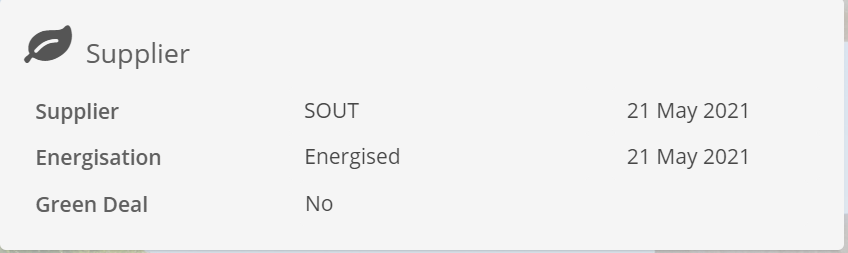 Supplier
Supplier SOUT 21 May 2021
Energisation Energised 21 May 2021
Green Deal No